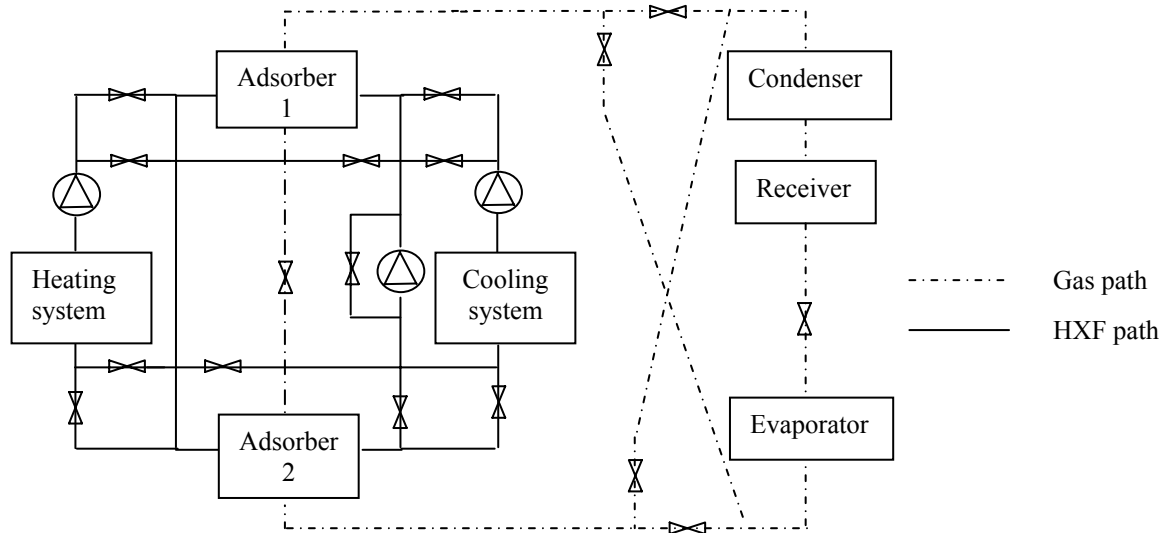 Adsorber
1
Condenser
Receiver
Heating
system
Cooling
system
Gas path
HXF path
Adsorber
2
Evaporator